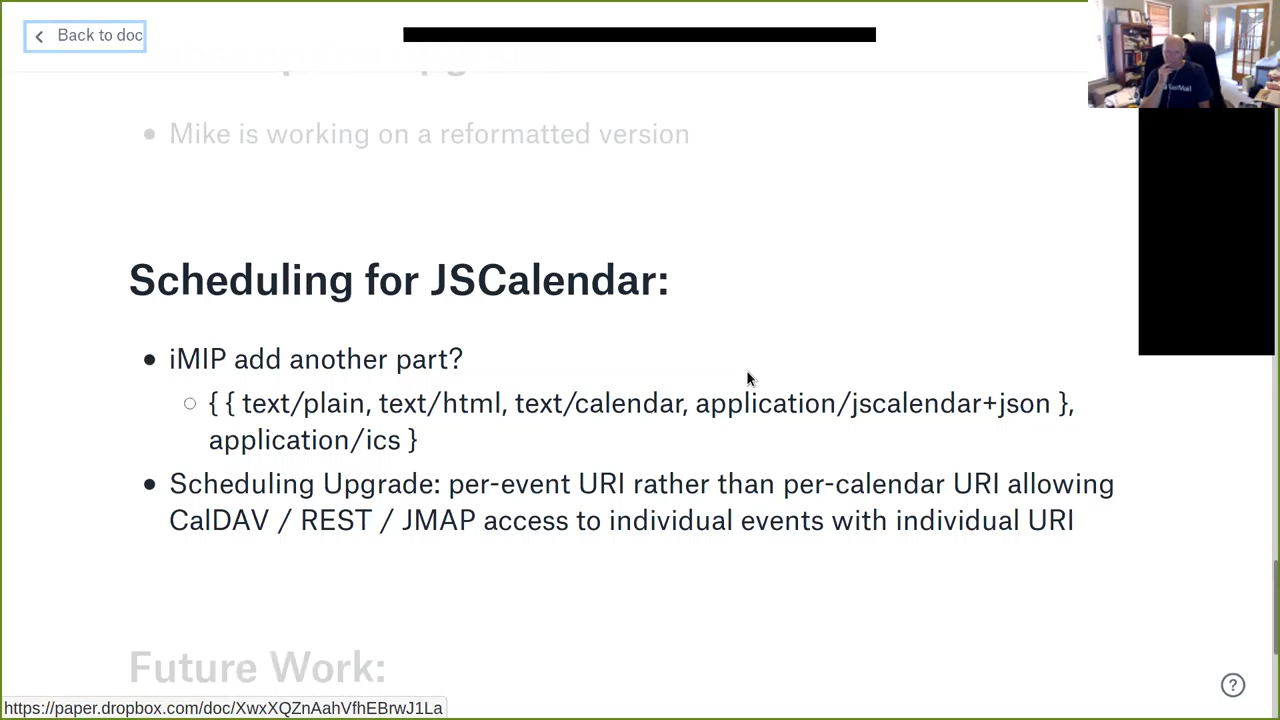 Back to doc
Mike is working on a reformatted version
Scheduling for JSCalendar:
iMIP add another part?
{ { text/plain, text/html, text/calendar, application/jscalendar+json },
application/ics }
Scheduling Upgrade: per-event URI rather than per-calendar URI allowing
CalDAV / REST / JMAP access to individual events with individual URI
Future Work:
https://paper.dropbox.com/doc/XwxXQZnAahVfhEBrwJ1La
?